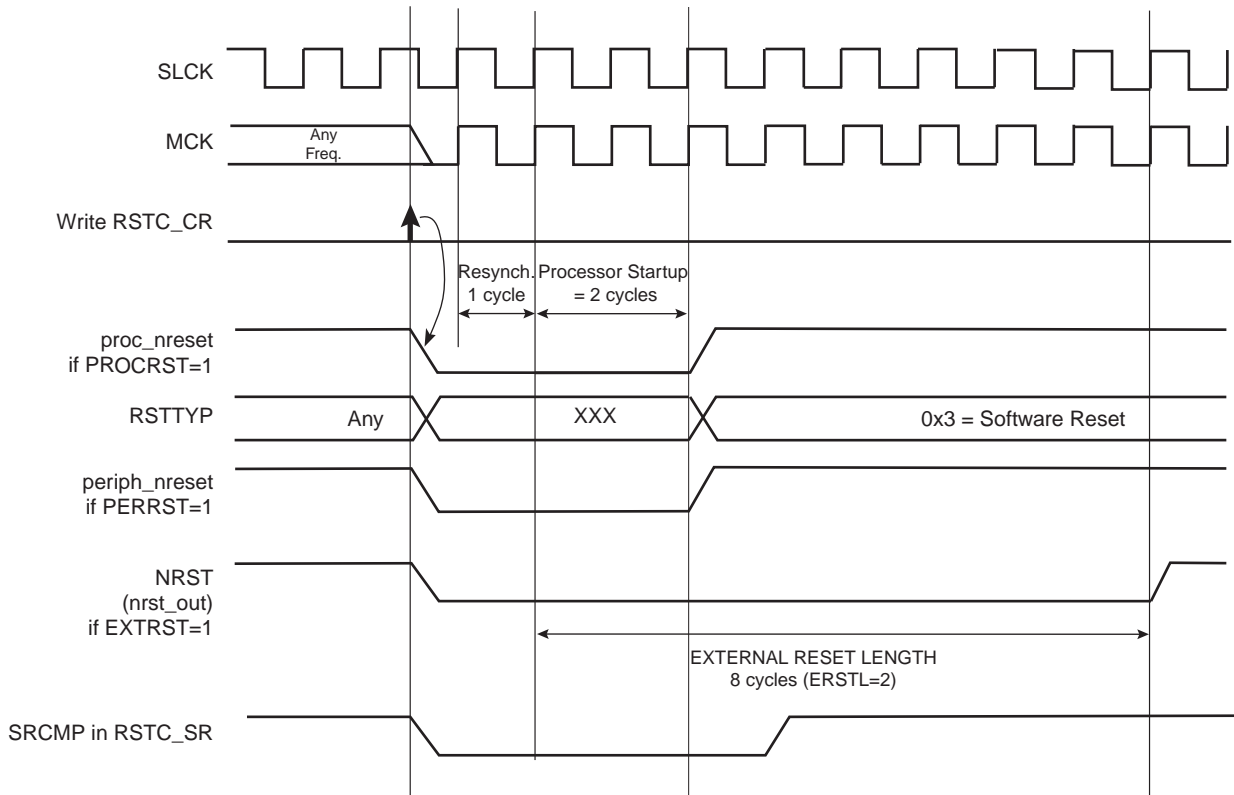 SLCK
MCK
Any
Freq.
Write RSTC_CR
Resynch.
1 cycle
Processor Startup
= 2 cycles
proc_nreset
if PROCRST=1
RSTTYP
Any
XXX
0x3 = Software Reset
periph_nreset
if PERRST=1
NRST
(nrst_out)
if EXTRST=1
EXTERNAL RESET LENGTH
8 cycles (ERSTL=2)
SRCMP in RSTC_SR